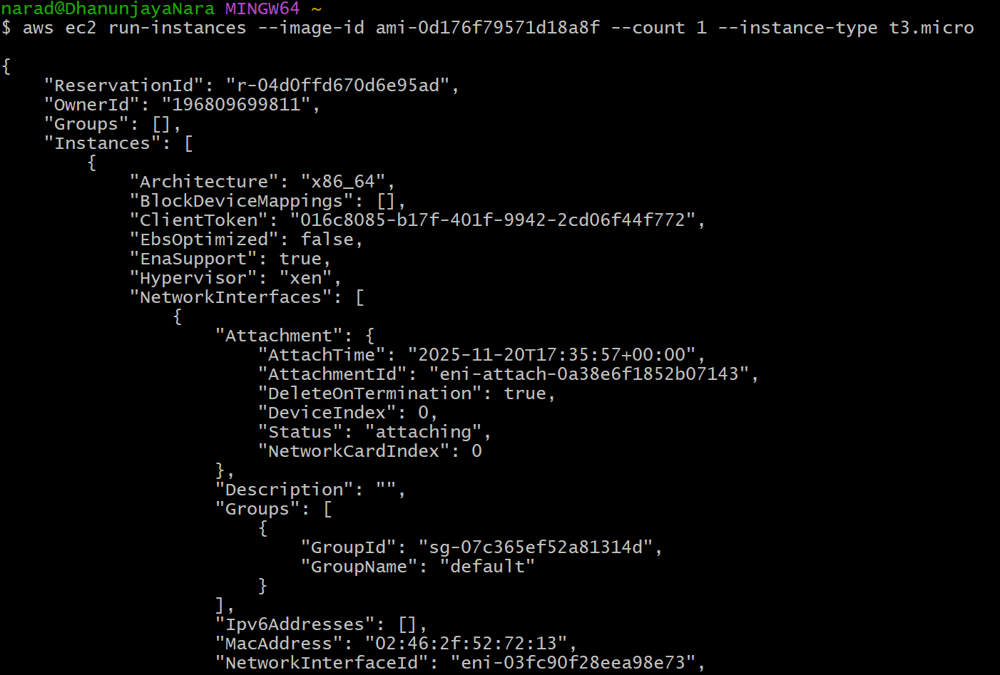 narad@DhanunjayaNara MINGW64 ~
$ aws ec2 run-instances --image-id ami-0d176f79571d18a8f --count 1 --instance-type t3.micro
{
    "ReservationId": "r-04d0ffd670d6e95ad",
    "OwnerId": "196809699811",
    "Groups": [],
    "Instances": [
        {
            "Architecture": "x86_64",
            "BlockDeviceMappings": [],
            "ClientToken": "016c8085-b17f-401f-9942-2cd06f44f772",
            "EbsOptimized": false,
            "EnaSupport": true,
            "Hypervisor": "xen",
            "NetworkInterfaces": [
                {
                    "Attachment": {
                        "AttachTime": "2025-11-20T17:35:57+00:00",
                        "AttachmentId": "eni-attach-0a38e6f1852b07143",
                        "DeleteOnTermination": true,
                        "DeviceIndex": 0,
                        "Status": "attaching",
                        "NetworkCardIndex": 0
                    },
                    "Description": "",
                    "Groups": [
                        {
                            "GroupId": "sg-07c365ef52a81314d",
                            "GroupName": "default"
                        }
                    ],
                    "Ipv6Addresses": [],
                    "MacAddress": "02:46:2f:52:72:13",
                    "NetworkInterfaceId": "eni-03fc90f28eea98e73",